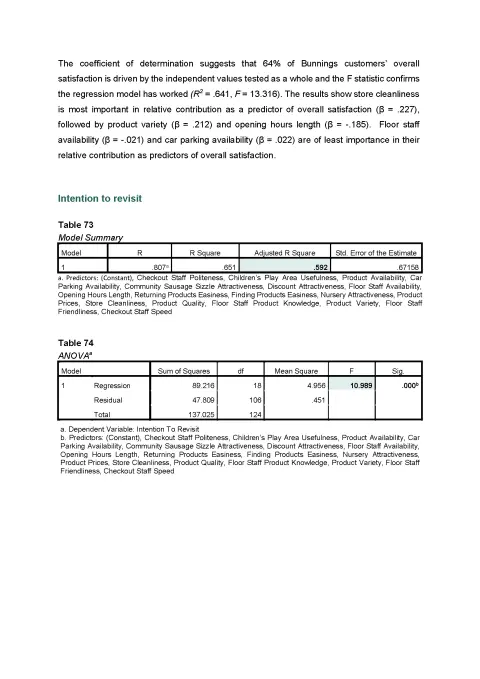 The coefficient of determination suggests that 64% of Bunnings customers' overall
satisfaction is driven by the independent values tested as a whole and the F statistic confirms
the regression model has worked (R² = .641, F = 13.316). The results show store cleanliness
is most important in relative contribution as a predictor of overall satisfaction (β = .227),
followed by product variety (β = .212) and opening hours length (β = -.185). Floor staff
availability (β = -.021) and car parking availability (β = .022) are of least importance in their
relative contribution as predictors of overall satisfaction.
Intention to revisit
Table 73
Model Summary
Model R R Square Adjusted R Square Std. Error of the Estimate
1 .807ᵃ .651 .592 .67158
a. Predictors: (Constant), Checkout Staff Politeness, Children's Play Area Usefulness, Product Availability, Car
Parking Availability, Community Sausage Sizzle Attractiveness, Discount Attractiveness, Floor Staff Availability,
Opening Hours Length, Returning Products Easiness, Finding Products Easiness, Nursery Attractiveness, Product
Prices, Store Cleanliness, Product Quality, Floor Staff Product Knowledge, Product Variety, Floor Staff
Friendliness, Checkout Staff Speed
Table 74
ANOVAᵃ
Model Sum of Squares df Mean Square F Sig.
1 Regression 89.216 18 4.956 10.989 .000ᵇ
Residual 47.809 106 .451
Total 137.025 124
a. Dependent Variable: Intention To Revisit
b. Predictors: (Constant), Checkout Staff Politeness, Children's Play Area Usefulness, Product Availability, Car
Parking Availability, Community Sausage Sizzle Attractiveness, Discount Attractiveness, Floor Staff Availability,
Opening Hours Length, Returning Products Easiness, Finding Products Easiness, Nursery Attractiveness,
Product Prices, Store Cleanliness, Product Quality, Floor Staff Product Knowledge, Product Variety, Floor Staff
Friendliness, Checkout Staff Speed